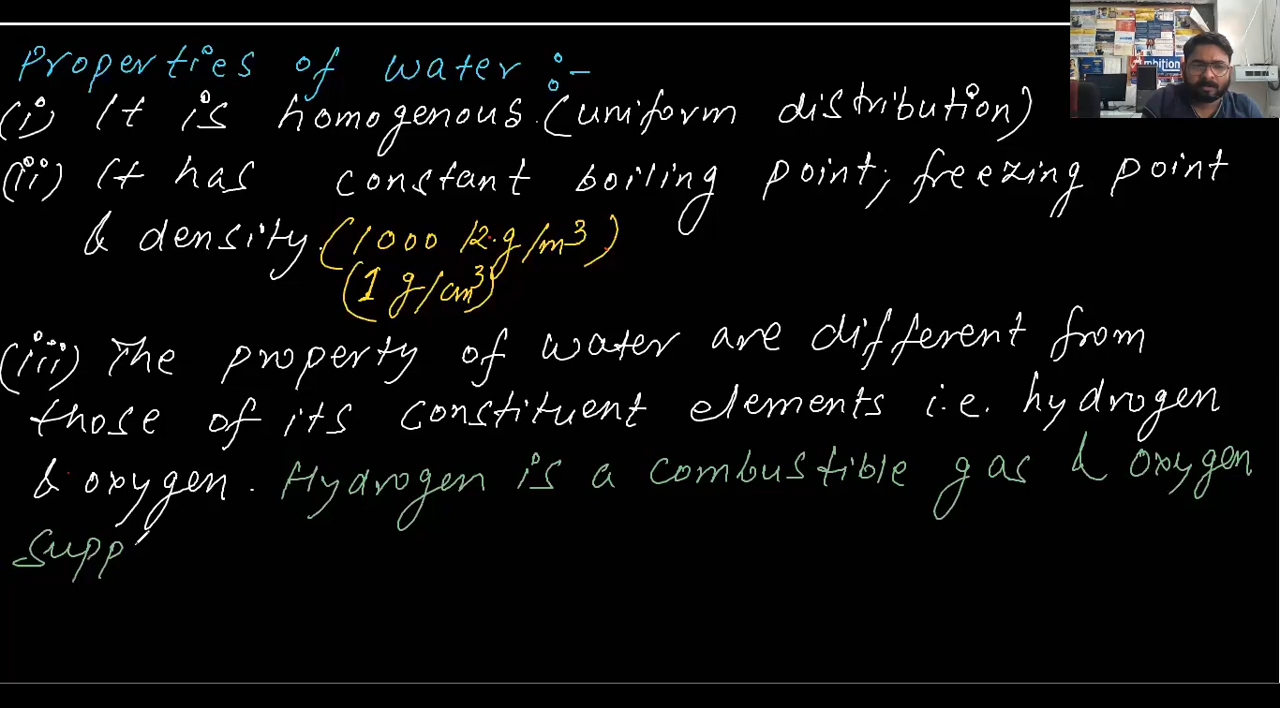 Properties of water :-
(i) It is homogenous. (uniform distribution)
(ii) It has constant boiling point, freezing point
& density. (1000 k.g/m³)
(1 g/cm³)
(iii) The property of water are different from
those of its constituent elements i.e. hydrogen
& oxygen. Hydrogen is a combustible gas & oxygen
supp
Ambition